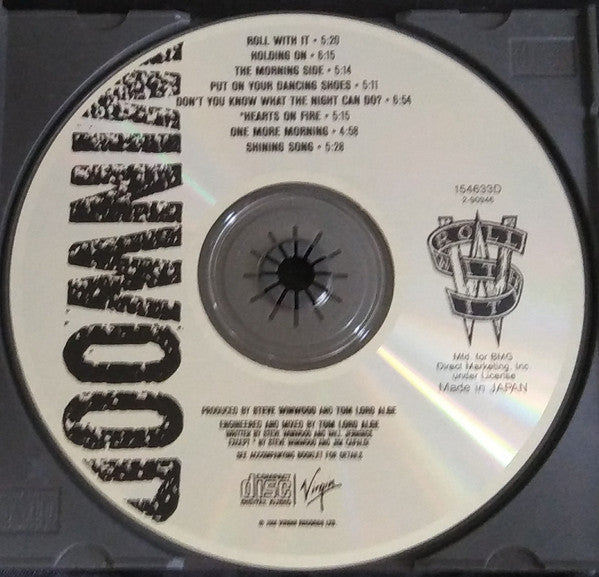 ROLL WITH IT • 5:20
HOLDING ON • 6:15
THE MORNING SIDE • 5:14
PUT ON YOUR DANCING SHOES • 5:11
DON'T YOU KNOW WHAT THE NIGHT CAN DO? • 6:54
*HEARTS ON FIRE • 5:15
ONE MORE MORNING • 4:58
SHINING SONG • 5:28
WINWOOD
154633D
2-90946
ROLL
WITH
IT
Mfd. for BMG
Direct Marketing, Inc.
under License
Made in JAPAN
PRODUCED BY STEVE WINWOOD AND TOM LORD ALGE
ENGINEERED AND MIXED BY TOM LORD ALGE
WRITTEN BY STEVE WINWOOD AND WILL JENNINGS
EXCEPT * BY STEVE WINWOOD AND JIM CAPALDI
SEE ACCOMPANYING BOOKLET FOR DETAILS
COMPACT
disc
DIGITAL AUDIO
Virgin
VIRGIN RECORDS LTD.